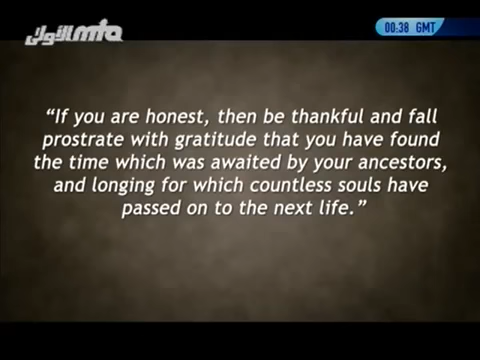 mta الأولى
00:38 GMT
“If you are honest, then be thankful and fall
prostrate with gratitude that you have found
the time which was awaited by your ancestors,
and longing for which countless souls have
passed on to the next life.”